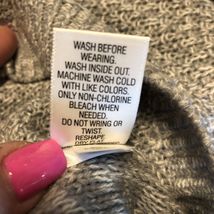 WASH BEFORE
WEARING.
WASH INSIDE OUT.
MACHINE WASH COLD
WITH LIKE COLORS.
ONLY NON-CHLORINE
BLEACH WHEN
NEEDED.
DO NOT WRING OR
TWIST.
RESHAPE.
DRY